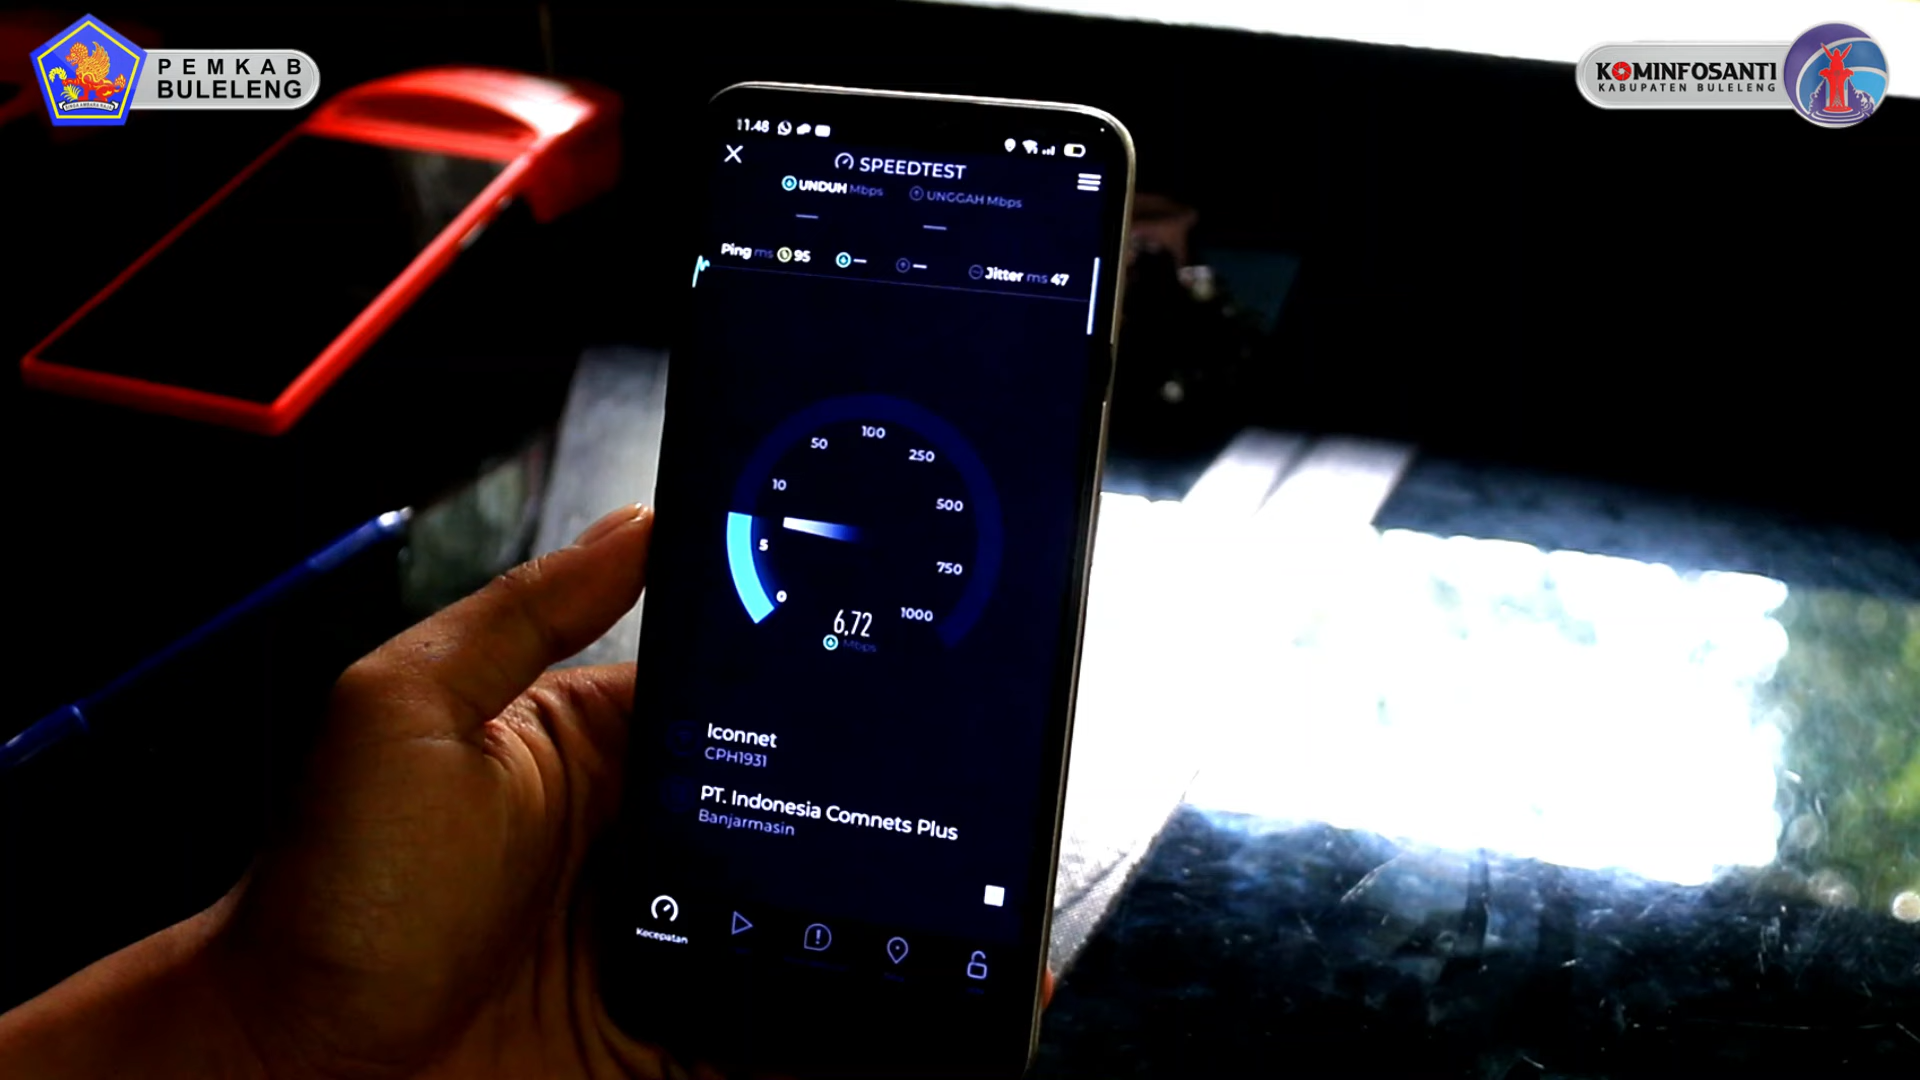 PEMKAB
BULELENG
KOMINFOSANTI
KABUPATEN BULELENG
11.48
SPEEDTEST
UNDUH Mbps
UNGGAH Mbps
Ping ms 95
Jitter ms 47
0
5
10
50
100
250
500
750
1000
6,72
Mbps
Iconnet
CPH1931
PT. Indonesia Comnets Plus
Banjarmasin
Kecepatan